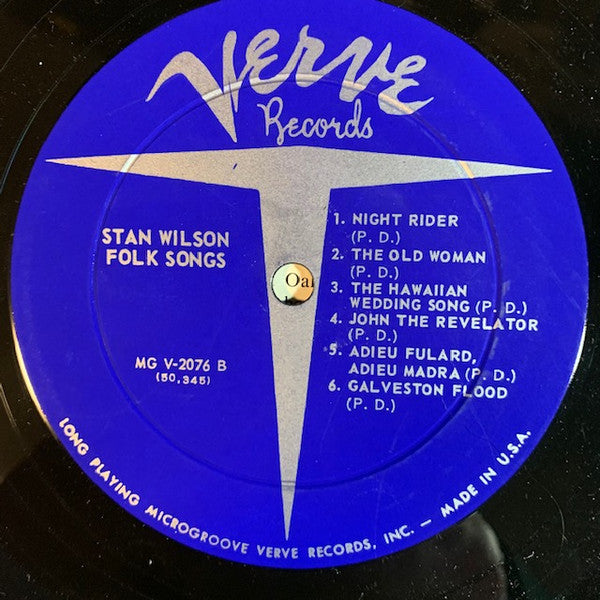 Verve
Records
STAN WILSON
FOLK SONGS
MG V-2076 B
(50,345)
1. NIGHT RIDER
(P. D.)
2. THE OLD WOMAN
(P. D.)
3. THE HAWAIIAN
WEDDING SONG (P. D.)
4. JOHN THE REVELATOR
(P. D.)
5. ADIEU FULARD,
ADIEU MADRA (P. D.)
6. GALVESTON FLOOD
(P. D.)
Oal
LONG PLAYING MICROGROOVE VERVE RECORDS, INC. — MADE IN U.S.A.